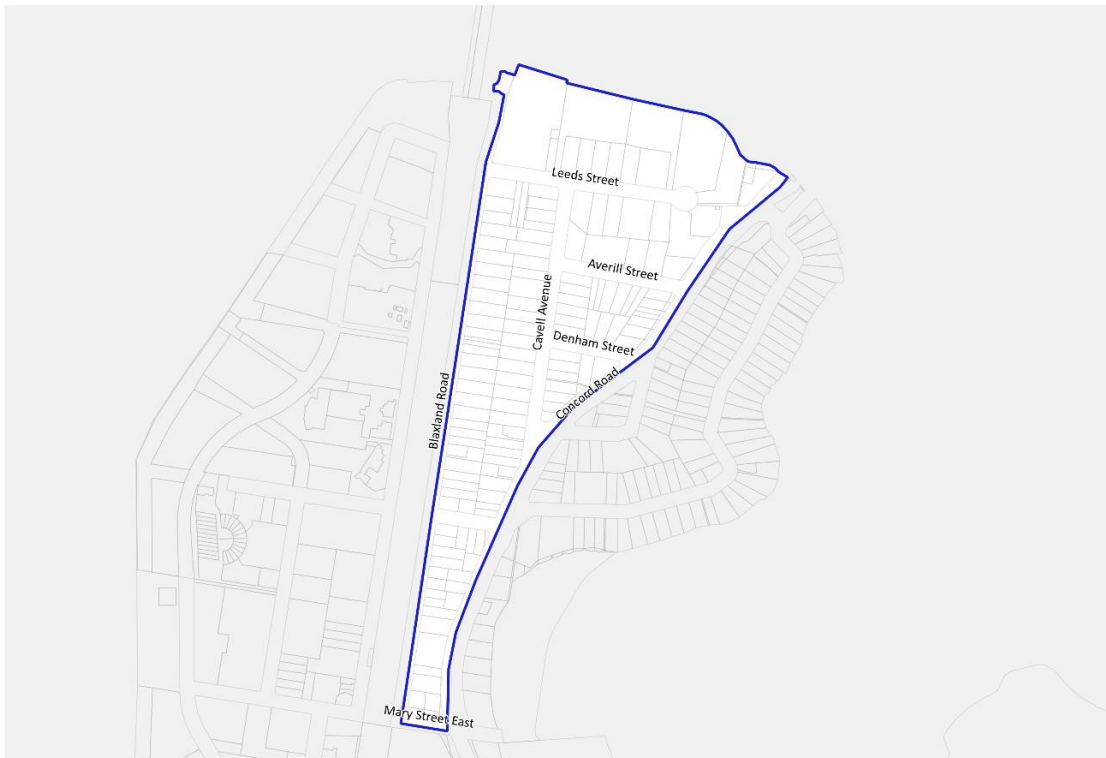 Leeds Street
Averill Street
Cavell Avenue
Denham Street
Concord Road
Blaxland Road
Mary Street East